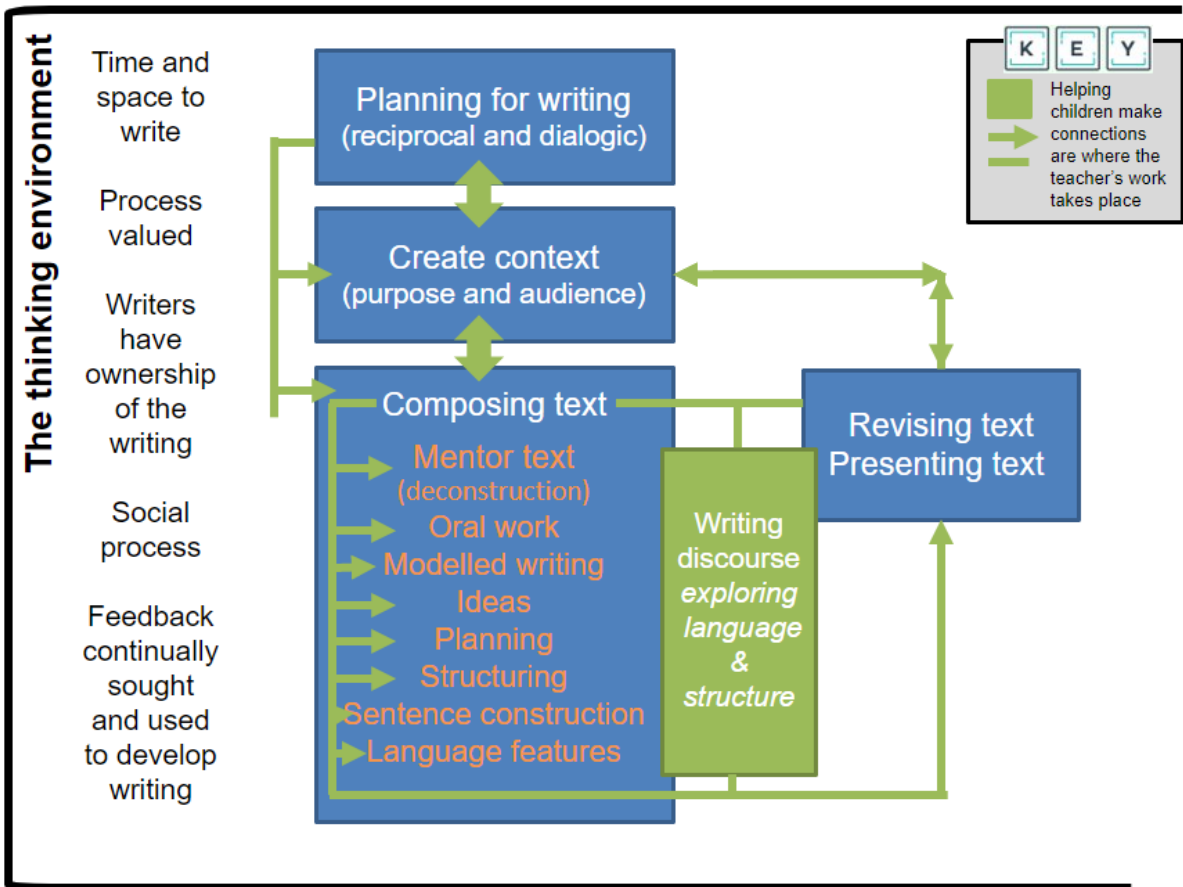 The thinking environment
Time and
space to
write
Process
valued
Writers
have
ownership
of the
writing
Social
process
Feedback
continually
sought
and used
to develop
writing
Planning for writing
(reciprocal and dialogic)
Create context
(purpose and audience)
Composing text
Mentor text
(deconstruction)
Oral work
Modelled writing
Ideas
Planning
Structuring
Sentence construction
Language features
Writing
discourse
exploring
language
&
structure
Revising text
Presenting text
K E Y
Helping
children make
connections
are where the
teacher's work
takes place